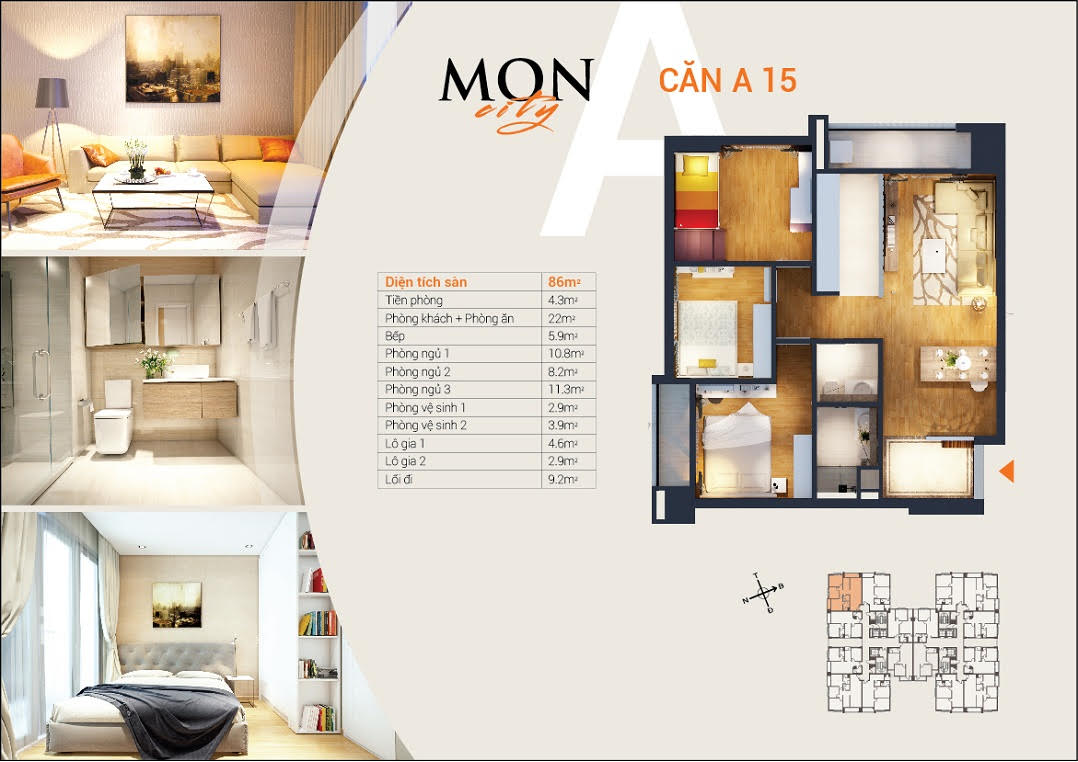 MON
city
CĂN A 15
Diện tích sàn 86m²
Tiền phòng 4.3m²
Phòng khách + Phòng ăn 22m²
Bếp 5.9m²
Phòng ngủ 1 10.8m²
Phòng ngủ 2 8.2m²
Phòng ngủ 3 11.3m²
Phòng vệ sinh 1 2.9m²
Phòng vệ sinh 2 3.9m²
Lô gia 1 4.6m²
Lô gia 2 2.9m²
Lối đi 9.2m²
A
T
B
N
Đ